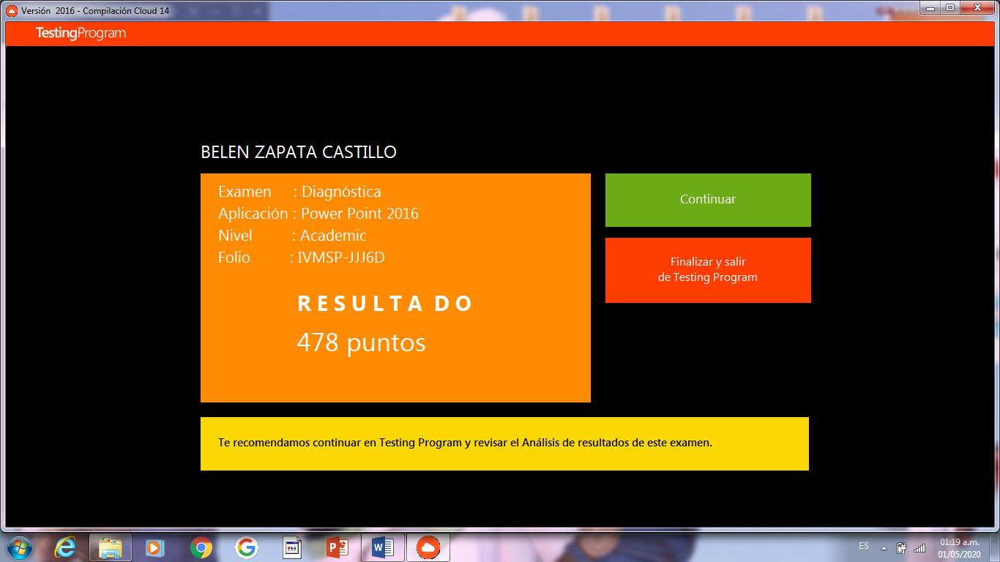 Versión 2016 - Compilación Cloud 14
TestingProgram
BELEN ZAPATA CASTILLO
Examen : Diagnóstica
Aplicación : Power Point 2016
Nivel : Academic
Folio : IVMSP-JJJ6D
R E S U L T A D O
478 puntos
Continuar
Finalizar y salir
de Testing Program
Te recomendamos continuar en Testing Program y revisar el Análisis de resultados de este examen.
ES
01:19 a.m.
01/05/2020